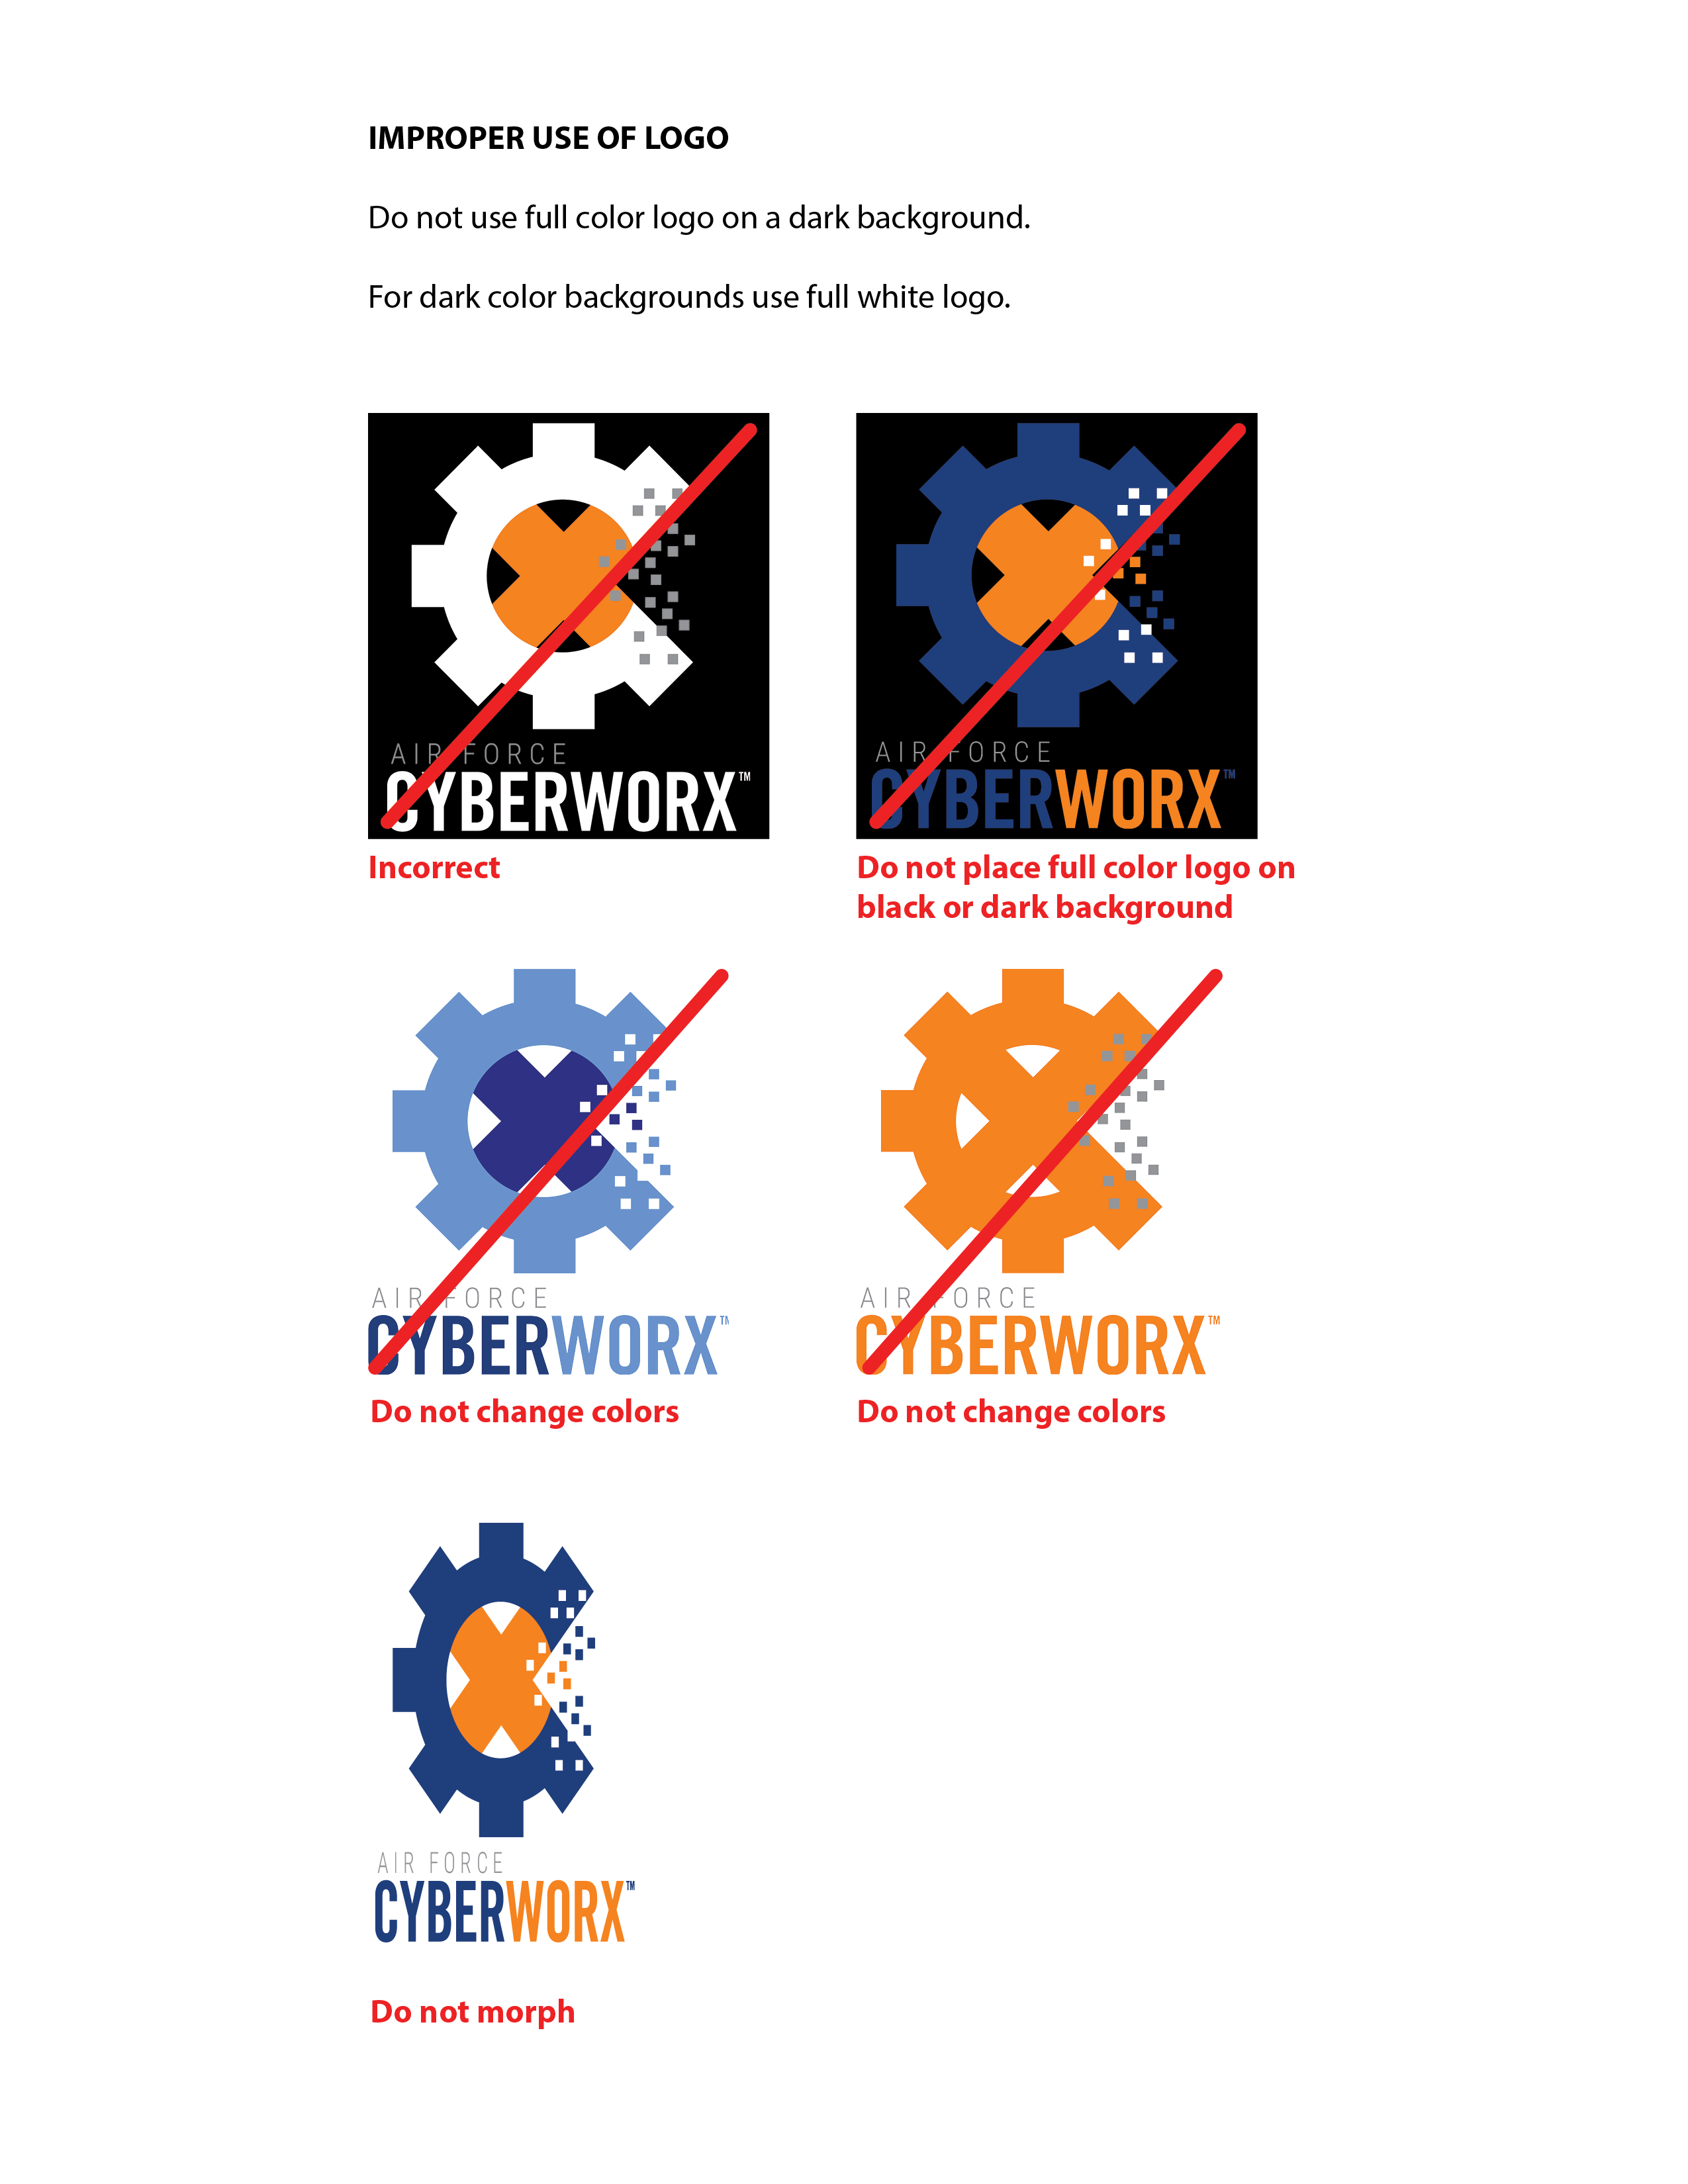 IMPROPER USE OF LOGO
Do not use full color logo on a dark background.
For dark color backgrounds use full white logo.
AIR FORCE
CYBERWORX™
Incorrect
AIR FORCE
CYBERWORX™
Do not place full color logo on
black or dark background
AIR FORCE
CYBERWORX™
Do not change colors
AIR FORCE
CYBERWORX™
Do not change colors
AIR FORCE
CYBERWORX™
Do not morph